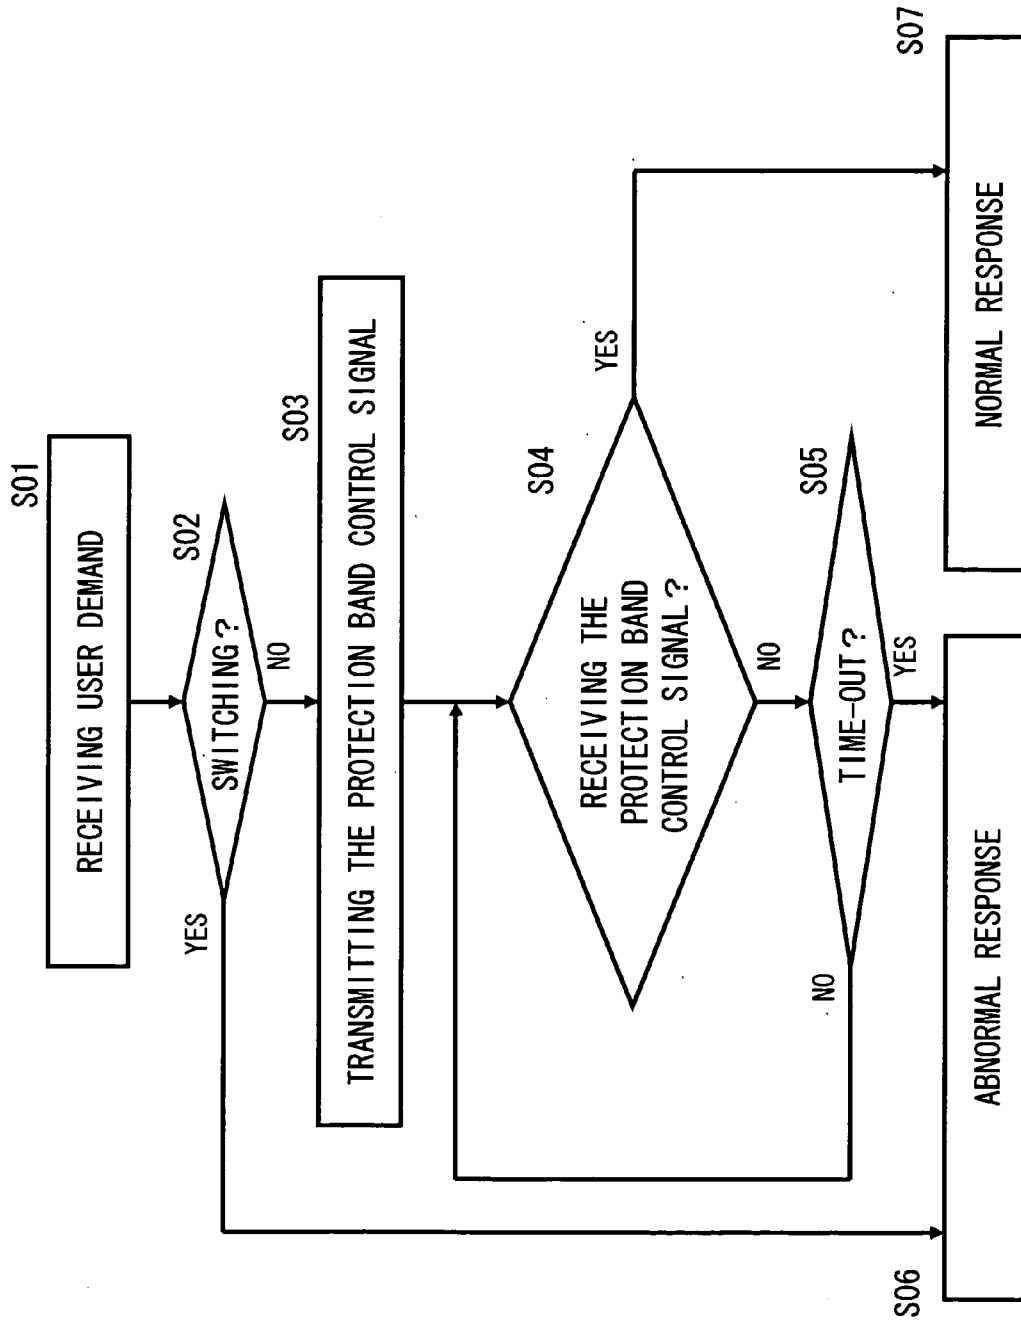 S01
RECEIVING USER DEMAND
S02
SWITCHING?
YES
NO
S03
TRANSMITTING THE PROTECTION BAND CONTROL SIGNAL
S04
RECEIVING THE
PROTECTION BAND
CONTROL SIGNAL?
YES
NO
S05
TIME-OUT?
NO
YES
S06
ABNORMAL RESPONSE
S07
NORMAL RESPONSE